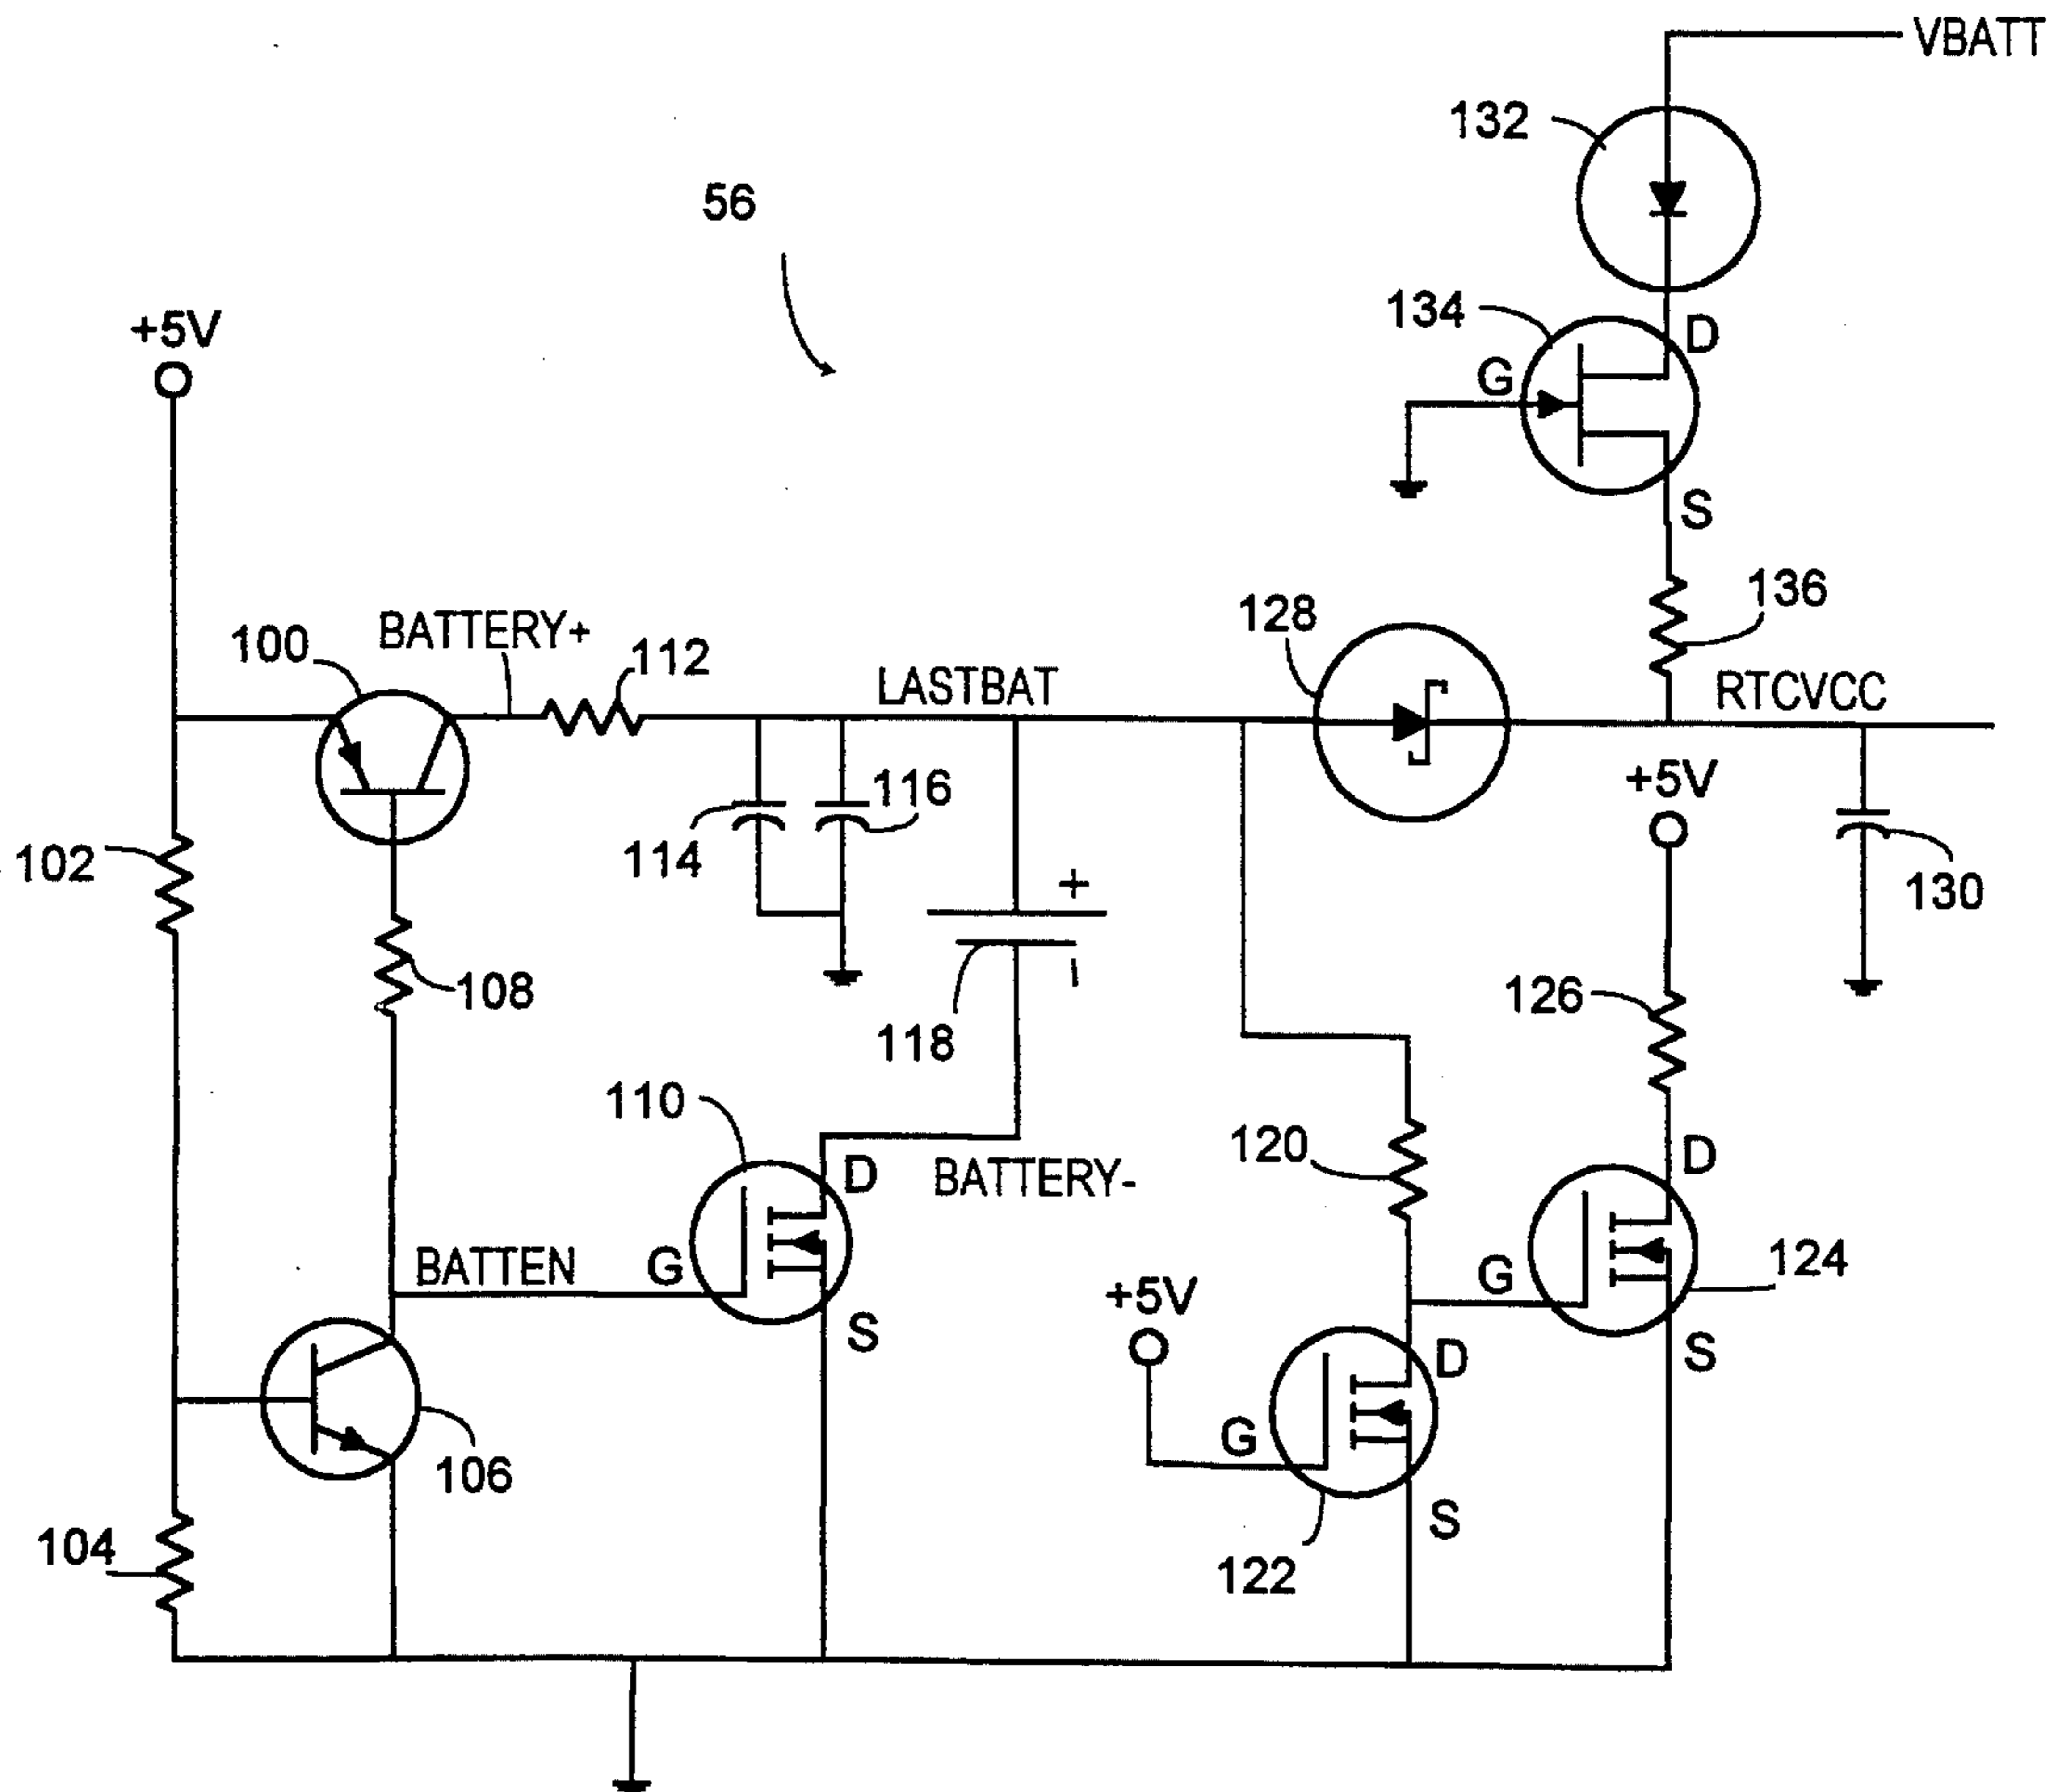 VBATT
132
56
134
D
G
+5V
S
136
BATTERY+
112
128
100
LASTBAT
RTCVCC
+5V
116
102
114
+
130
108
126
-
118
110
120
D
D
BATTERY-
BATTEN
G
G
124
+5V
S
S
D
G
106
S
104
122